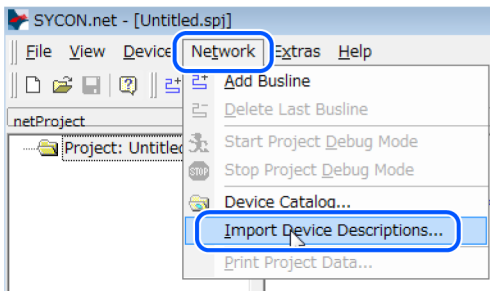 SYCON.net - [Untitled.spj]
File View Device Network Extras Help
Add Busline
netProject
Delete Last Busline
Project: Untitled
Start Project Debug Mode
STOP Stop Project Debug Mode
Device Catalog...
Import Device Descriptions...
Print Project Data...